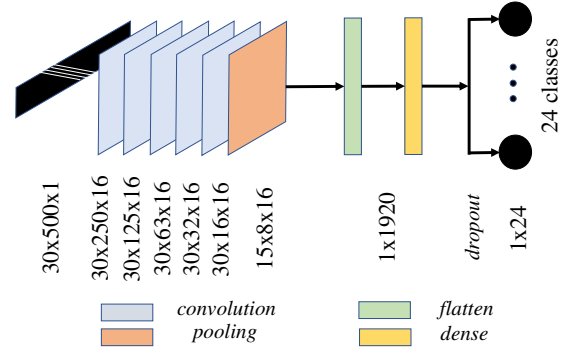 24 classes
30x500x1
30x250x16
30x125x16
30x63x16
30x32x16
30x16x16
15x8x16
1x1920
dropout
1x24
convolution
pooling
flatten
dense